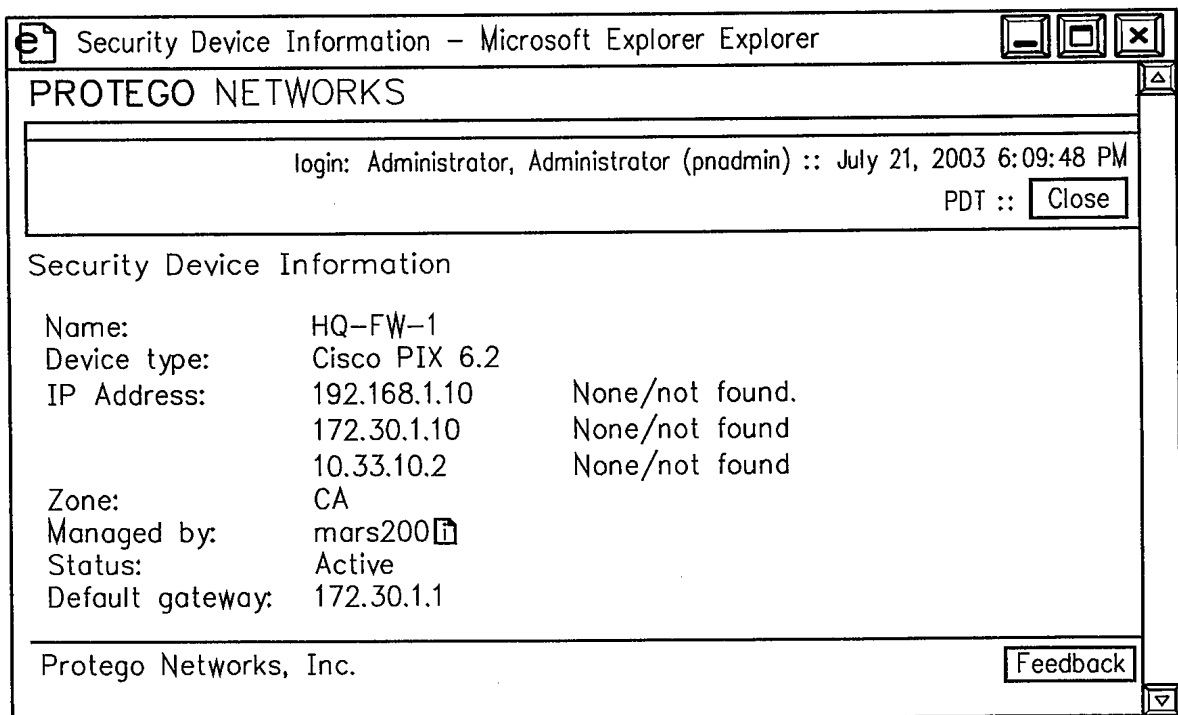 Security Device Information – Microsoft Explorer Explorer
PROTEGO NETWORKS
login: Administrator, Administrator (pnadmin) :: July 21, 2003 6:09:48 PM
PDT :: Close
Security Device Information
Name: HQ–FW–1
Device type: Cisco PIX 6.2
IP Address: 192.168.1.10 None/not found.
172.30.1.10 None/not found
10.33.10.2 None/not found
Zone: CA
Managed by: mars200 i
Status: Active
Default gateway: 172.30.1.1
Protego Networks, Inc. Feedback